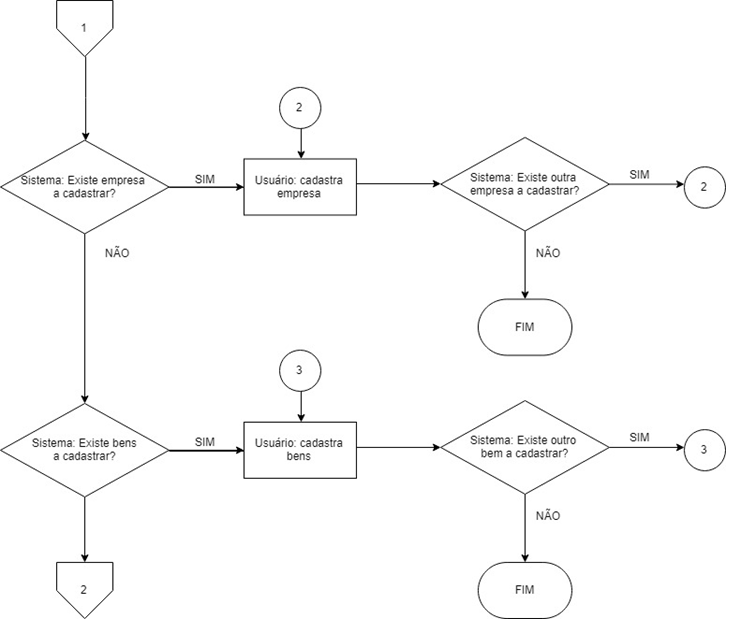 1
2
Sistema: Existe empresa
a cadastrar?
SIM
Usuário: cadastra
empresa
Sistema: Existe outra
empresa a cadastrar?
SIM
2
NÃO
NÃO
FIM
3
Sistema: Existe bens
a cadastrar?
SIM
Usuário: cadastra
bens
Sistema: Existe outro
bem a cadastrar?
SIM
3
NÃO
2
FIM